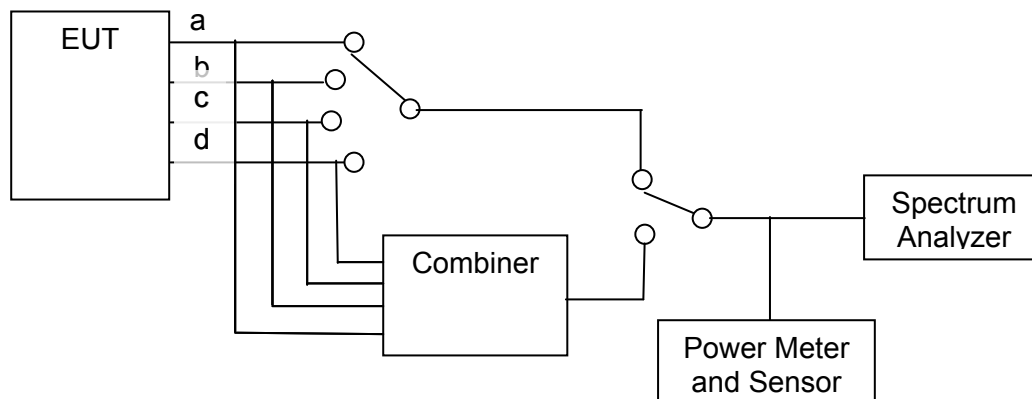 EUT
a
b
c
d
Combiner
Spectrum
Analyzer
Power Meter
and Sensor